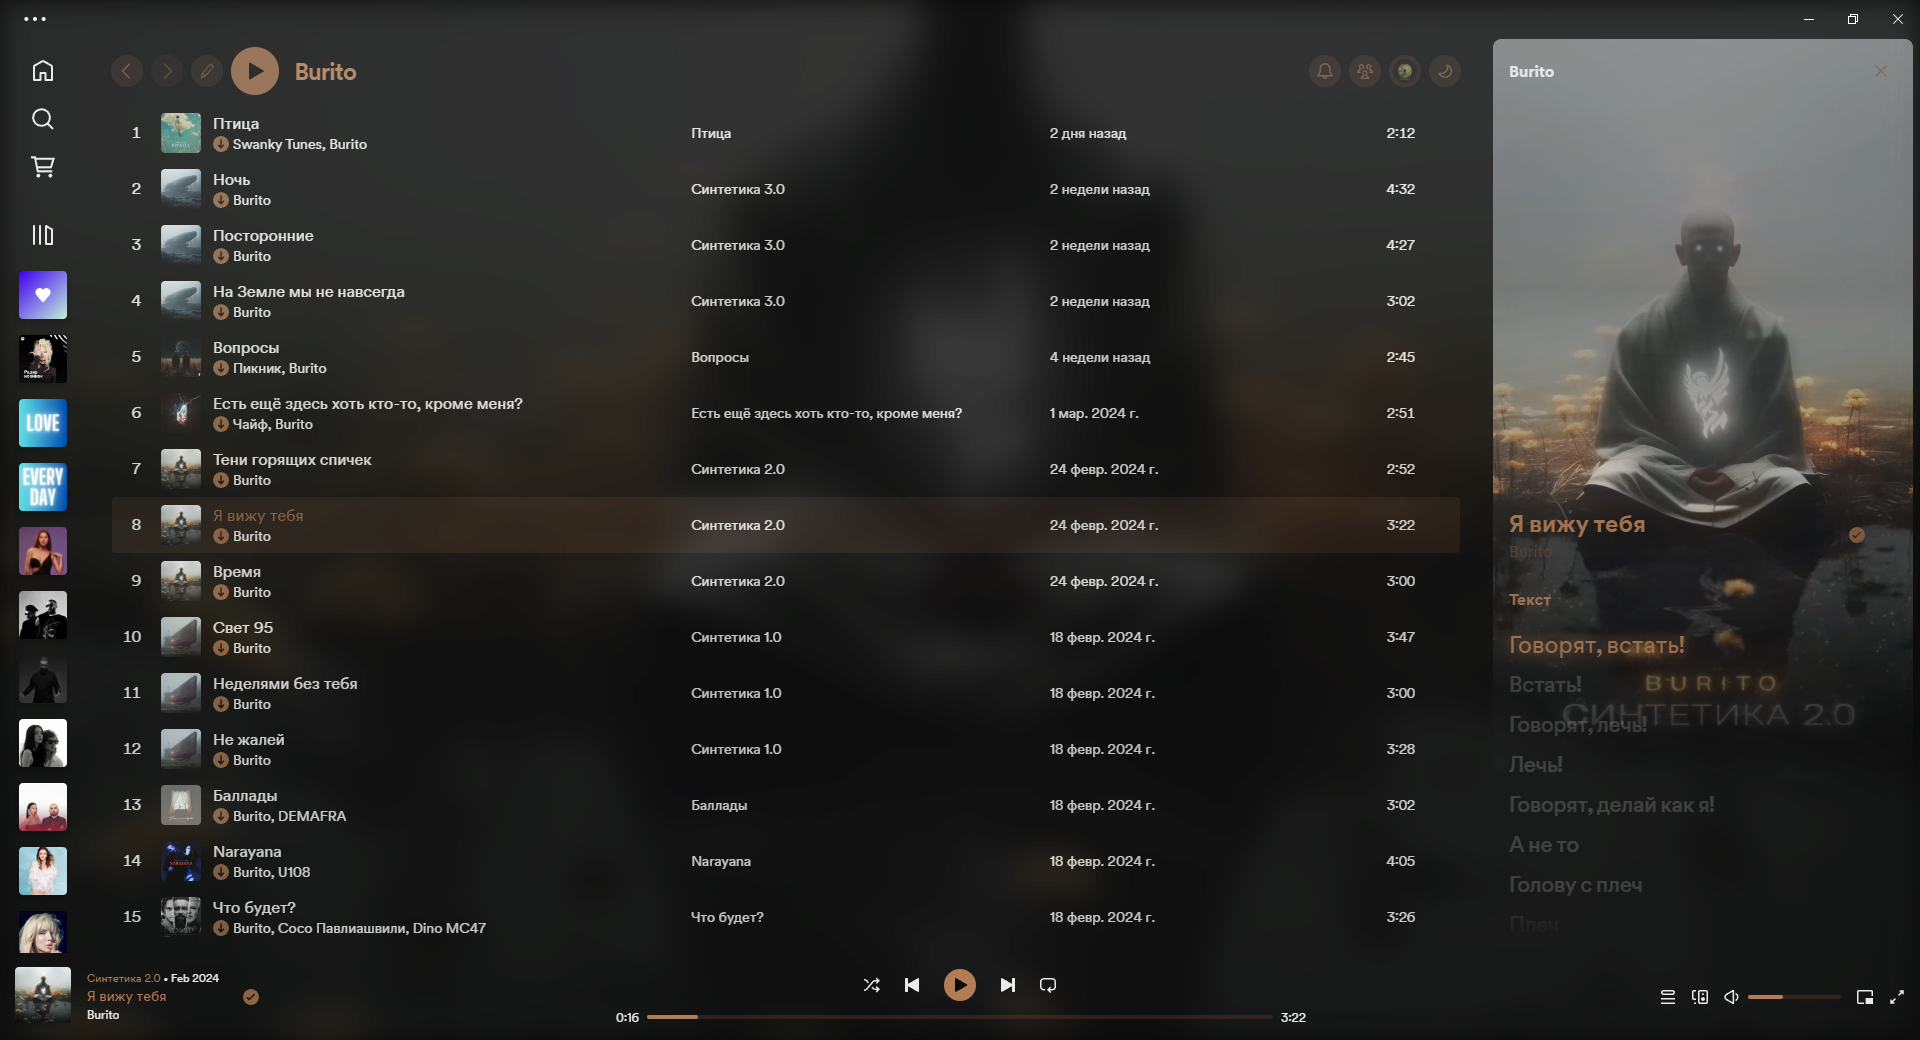 Burito
1
Птица
Swanky Tunes, Burito
Птица
2 дня назад
2:12
2
Ночь
Burito
Синтетика 3.0
2 недели назад
4:32
3
Посторонние
Burito
Синтетика 3.0
2 недели назад
4:27
4
На Земле мы не навсегда
Burito
Синтетика 3.0
2 недели назад
3:02
5
Вопросы
Пикник, Burito
Вопросы
4 недели назад
2:45
6
Есть ещё здесь хоть кто-то, кроме меня?
Чайф, Burito
Есть ещё здесь хоть кто-то, кроме меня?
1 мар. 2024 г.
2:51
7
Тени горящих спичек
Burito
Синтетика 2.0
24 февр. 2024 г.
2:52
8
Я вижу тебя
Burito
Синтетика 2.0
24 февр. 2024 г.
3:22
9
Время
Burito
Синтетика 2.0
24 февр. 2024 г.
3:00
10
Свет 95
Burito
Синтетика 1.0
18 февр. 2024 г.
3:47
11
Неделями без тебя
Burito
Синтетика 1.0
18 февр. 2024 г.
3:00
12
Не жалей
Burito
Синтетика 1.0
18 февр. 2024 г.
3:28
13
Баллады
Burito, DEMAFRA
Баллады
18 февр. 2024 г.
3:02
14
Narayana
Burito, U108
Narayana
18 февр. 2024 г.
4:05
15
Что будет?
Burito, Сосо Павлиашвили, Dino MC47
Что будет?
18 февр. 2024 г.
3:26
LOVE
EVERY
DAY
Burito
Я вижу тебя
Burito
Текст
Говорят, встать!
Встать!
BURITO
СИНТЕТИКА 2.0
Говорят, лечь!
Лечь!
Говорят, делай как я!
А не то
Голову с плеч
Плеч
Синтетика 2.0 • Feb 2024
Я вижу тебя
Burito
0:16
3:22